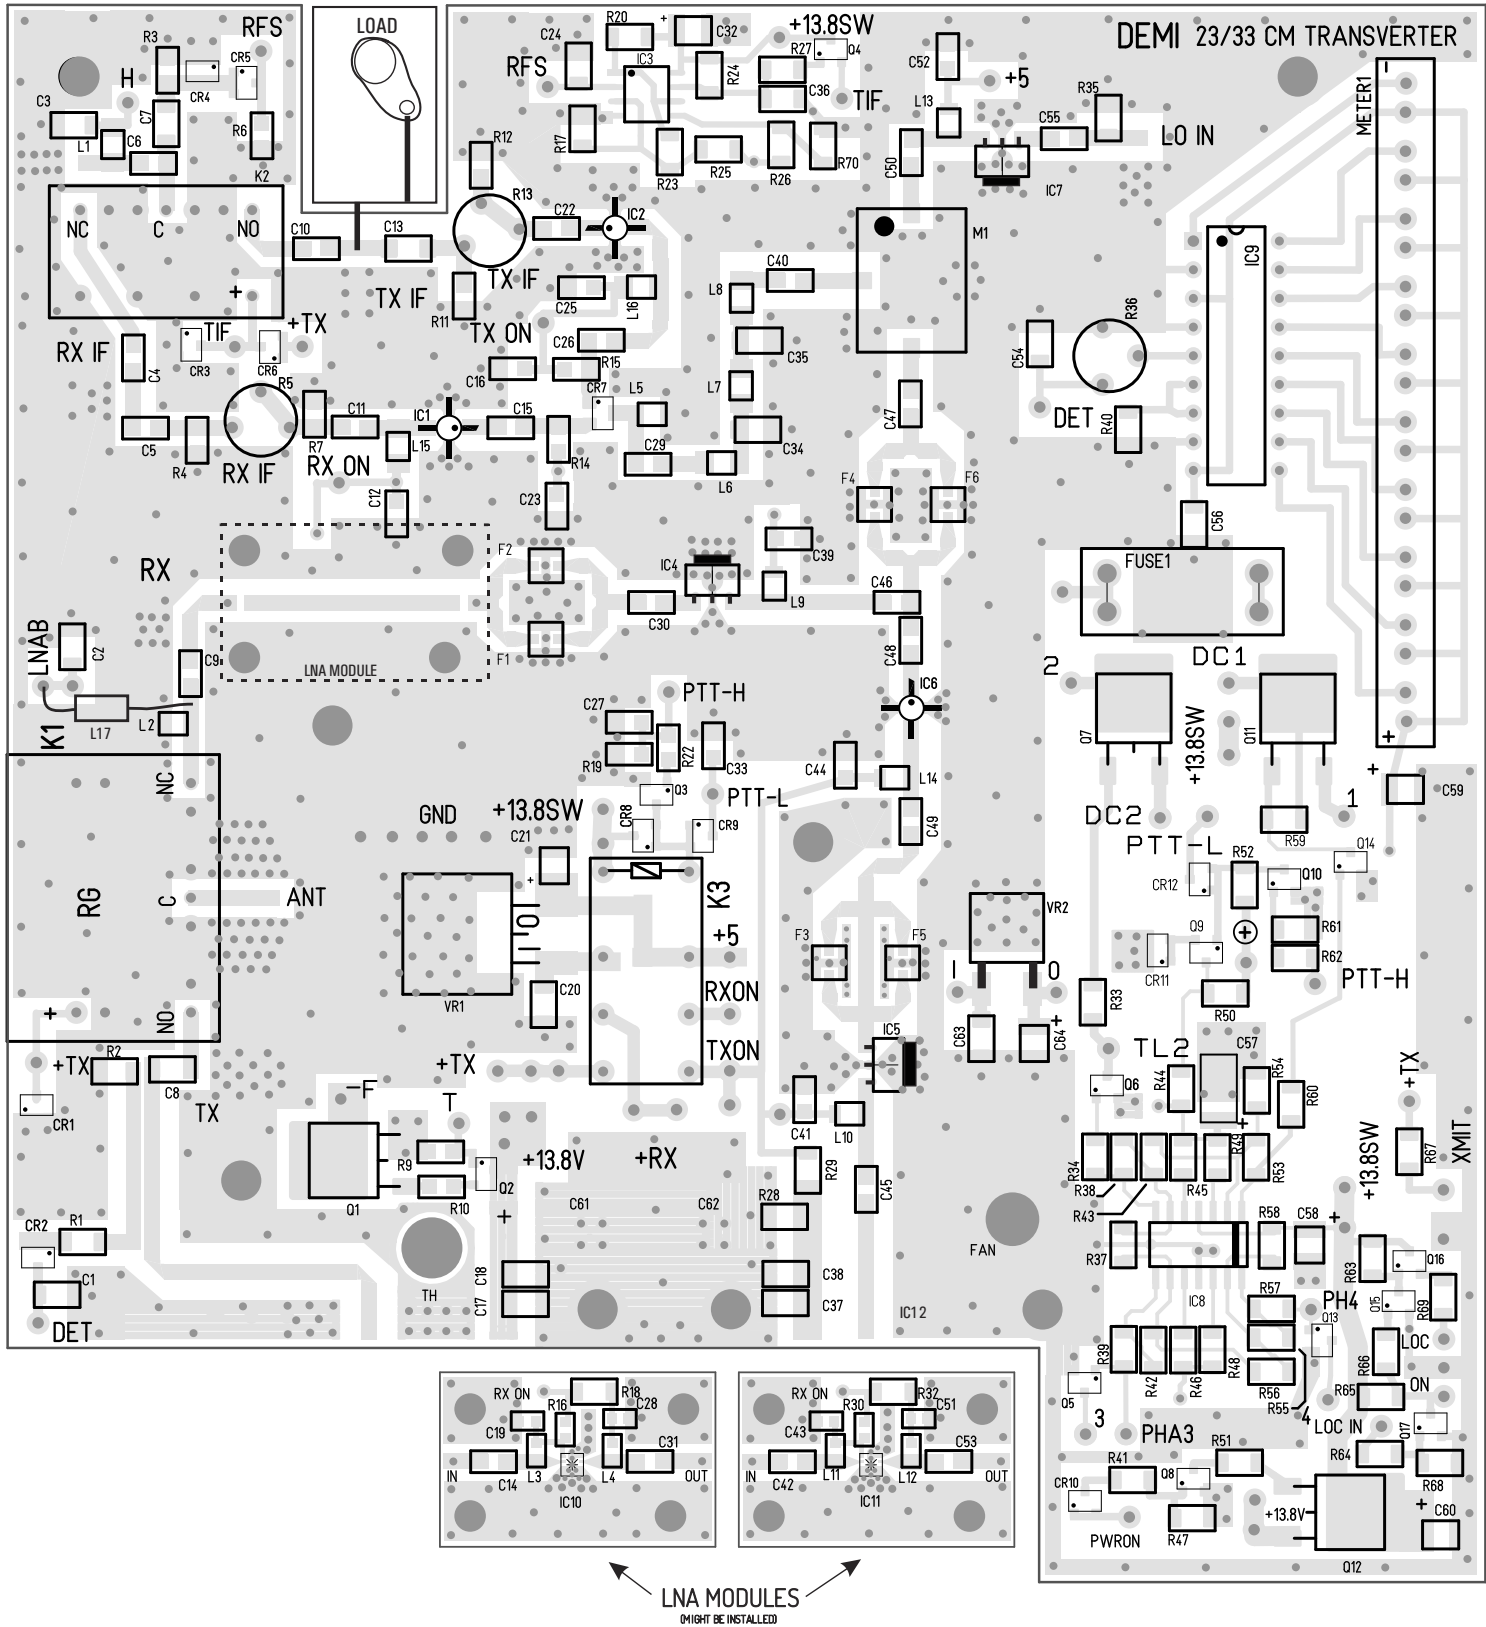 DEMI 23/33 CM TRANSVERTER
LOAD
RFS
R3
H
CR4
CR5
C3
C7
R6
L1
C6
K2
NC
C
NO
+
C10
C13
R20
+
C32
+13.8SW
C24
IC3
R24
R27
Q4
RFS
C36
TIF
R17
R12
R23
R25
R26
R70
C52
+5
L13
R35
C50
C55
LO IN
IC7
METER1
–
R13
C22
IC2
TX IF
TX IF
R11
C25
L16
TX ON
C26
R15
C16
CR7
L5
M1
C40
L8
C35
L7
C34
L6
C29
R14
C47
IC9
R36
C54
DET
R40
RX IF
C4
TIF
+TX
CR3
CR6
R5
C5
R4
RX IF
R7
C11
IC1
L15
C15
RX ON
C12
C23
F4
F6
C56
FUSE1
RX
LNA MODULE
F2
F1
IC4
C39
L9
C30
C46
C48
LNAB
C2
C9
L2
L17
K1
IC6
PTT-H
C27
R19
R22
C33
Q3
PTT-L
C44
L14
C49
2
DC1
Q7
+13.8SW
Q11
+
DC2
PTT-L
R59
1
+
C59
NC
RG
C
ANT
NO
+
GND
+13.8SW
C21
+
CR8
CR9
K3
+5
RXON
TXON
IO
VR1
C20
F3
F5
VR2
I
O
C63
+
C64
IC5
CR12
R52
Q10
Q14
Q9
+
R61
R62
CR11
R50
PTT-H
R33
+TX
R2
C8
CR1
TX
+TX
-F
T
R9
R10
Q2
Q1
+13.8V
+RX
C61
C62
+
C18
C17
C38
C37
R28
C41
L10
R29
C45
TL2
C57
+
Q6
R44
R54
R60
R34
R38
R43
R45
R49
R53
R37
R58
C58
+
IC8
+TX
+13.8SW
R67
XMIT
CR2
R1
C1
DET
TH
FAN
IC12
R57
R56
R55
PH4
Q13
4
R39
R42
R46
R48
Q5
3
PHA3
R63
Q16
Q15
R69
LOC
R66
R65
ON
LOC IN
Q17
R64
R68
R41
Q8
R51
CR10
R47
PWRON
+13.8V
Q12
+
C60
RX ON
R16
R18
C28
C19
IN
C14
L3
L4
C31
OUT
IC10
RX ON
R30
R32
C51
C43
IN
C42
L11
L12
C53
OUT
IC11
LNA MODULES
(MIGHT BE INSTALLED)